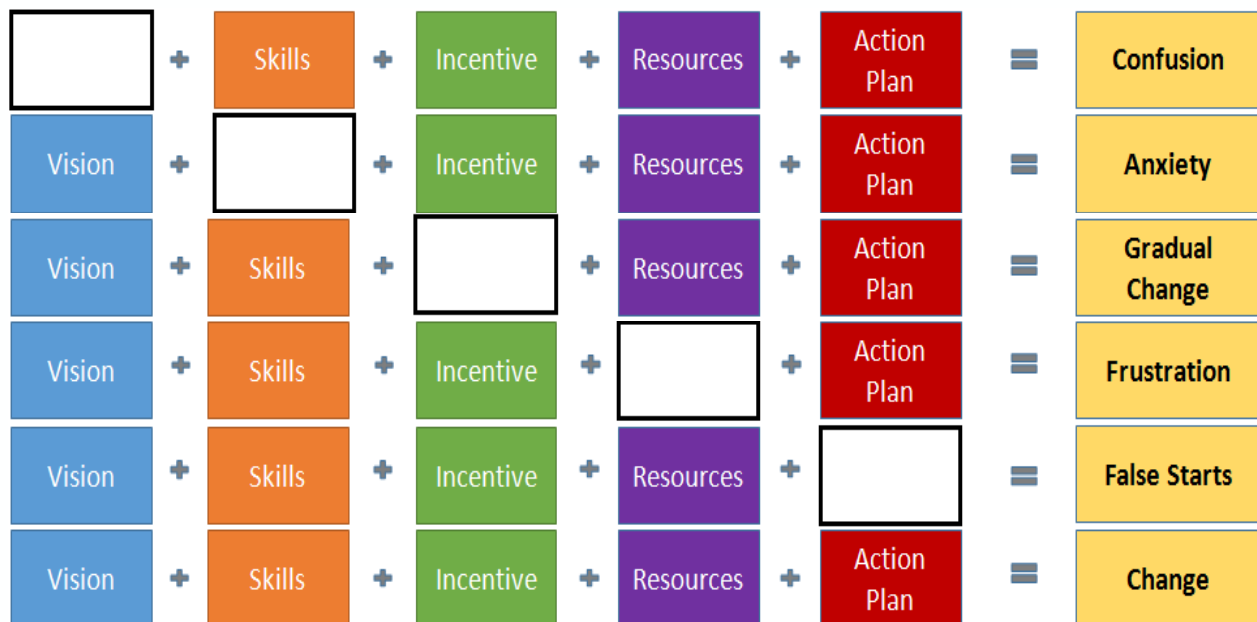 + Skills + Incentive + Resources + Action Plan = Confusion
Vision + + Incentive + Resources + Action Plan = Anxiety
Vision + Skills + + Resources + Action Plan = Gradual Change
Vision + Skills + Incentive + + Action Plan = Frustration
Vision + Skills + Incentive + Resources + = False Starts
Vision + Skills + Incentive + Resources + Action Plan = Change